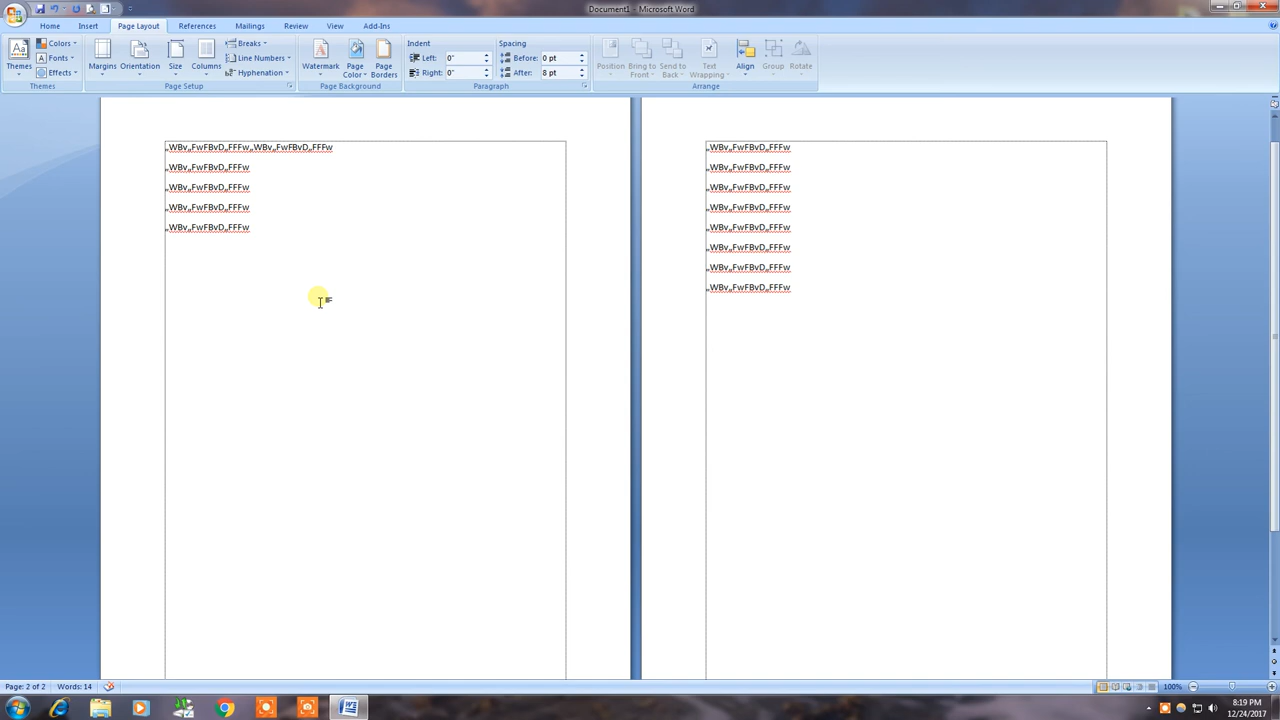 Document1 - Microsoft Word
Home Insert Page Layout References Mailings Review View Add-Ins
Colors Breaks Indent Spacing
Fonts Line Numbers Left: 0" Before: 0 pt
Themes Effects Margins Orientation Size Columns Hyphenation Watermark Page Color Page Borders Right: 0" After: 8 pt Position Bring to Front Send to Back Text Wrapping Align Group Rotate
Themes Page Setup Page Background Paragraph Arrange
„WBv„FwFBvD„FFFw„WBv„FwFBvD„FFFw
„WBv„FwFBvD„FFFw
„WBv„FwFBvD„FFFw
„WBv„FwFBvD„FFFw
„WBv„FwFBvD„FFFw
„WBv„FwFBvD„FFFw
„WBv„FwFBvD„FFFw
„WBv„FwFBvD„FFFw
„WBv„FwFBvD„FFFw
„WBv„FwFBvD„FFFw
„WBv„FwFBvD„FFFw
„WBv„FwFBvD„FFFw
„WBv„FwFBvD„FFFw
Page: 2 of 2 Words: 14 100%
8:19 PM
12/24/2017